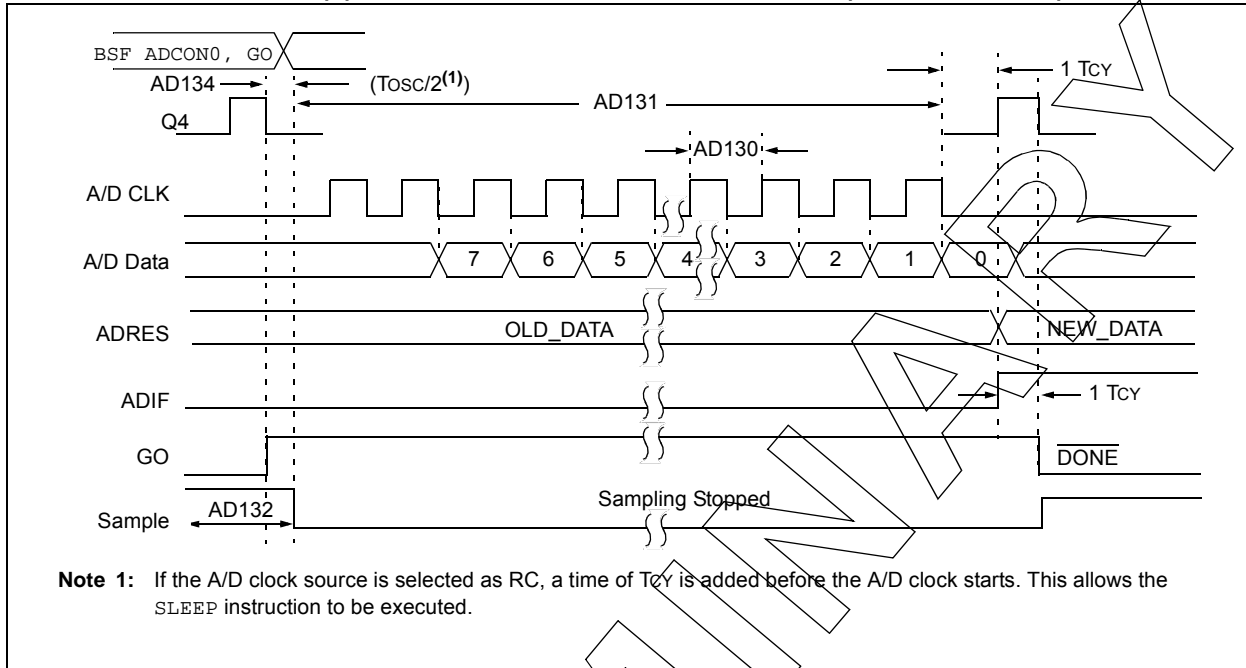 BSF ADCON0, GO
AD134
(TOSC/2(1))
1 TCY
AD131
Q4
AD130
A/D CLK
A/D Data
7 6 5 4 3 2 1 0
ADRES
OLD_DATA
NEW_DATA
ADIF
1 TCY
GO
DONE
Sampling Stopped
Sample
AD132
Note 1: If the A/D clock source is selected as RC, a time of TCY is added before the A/D clock starts. This allows the
SLEEP instruction to be executed.